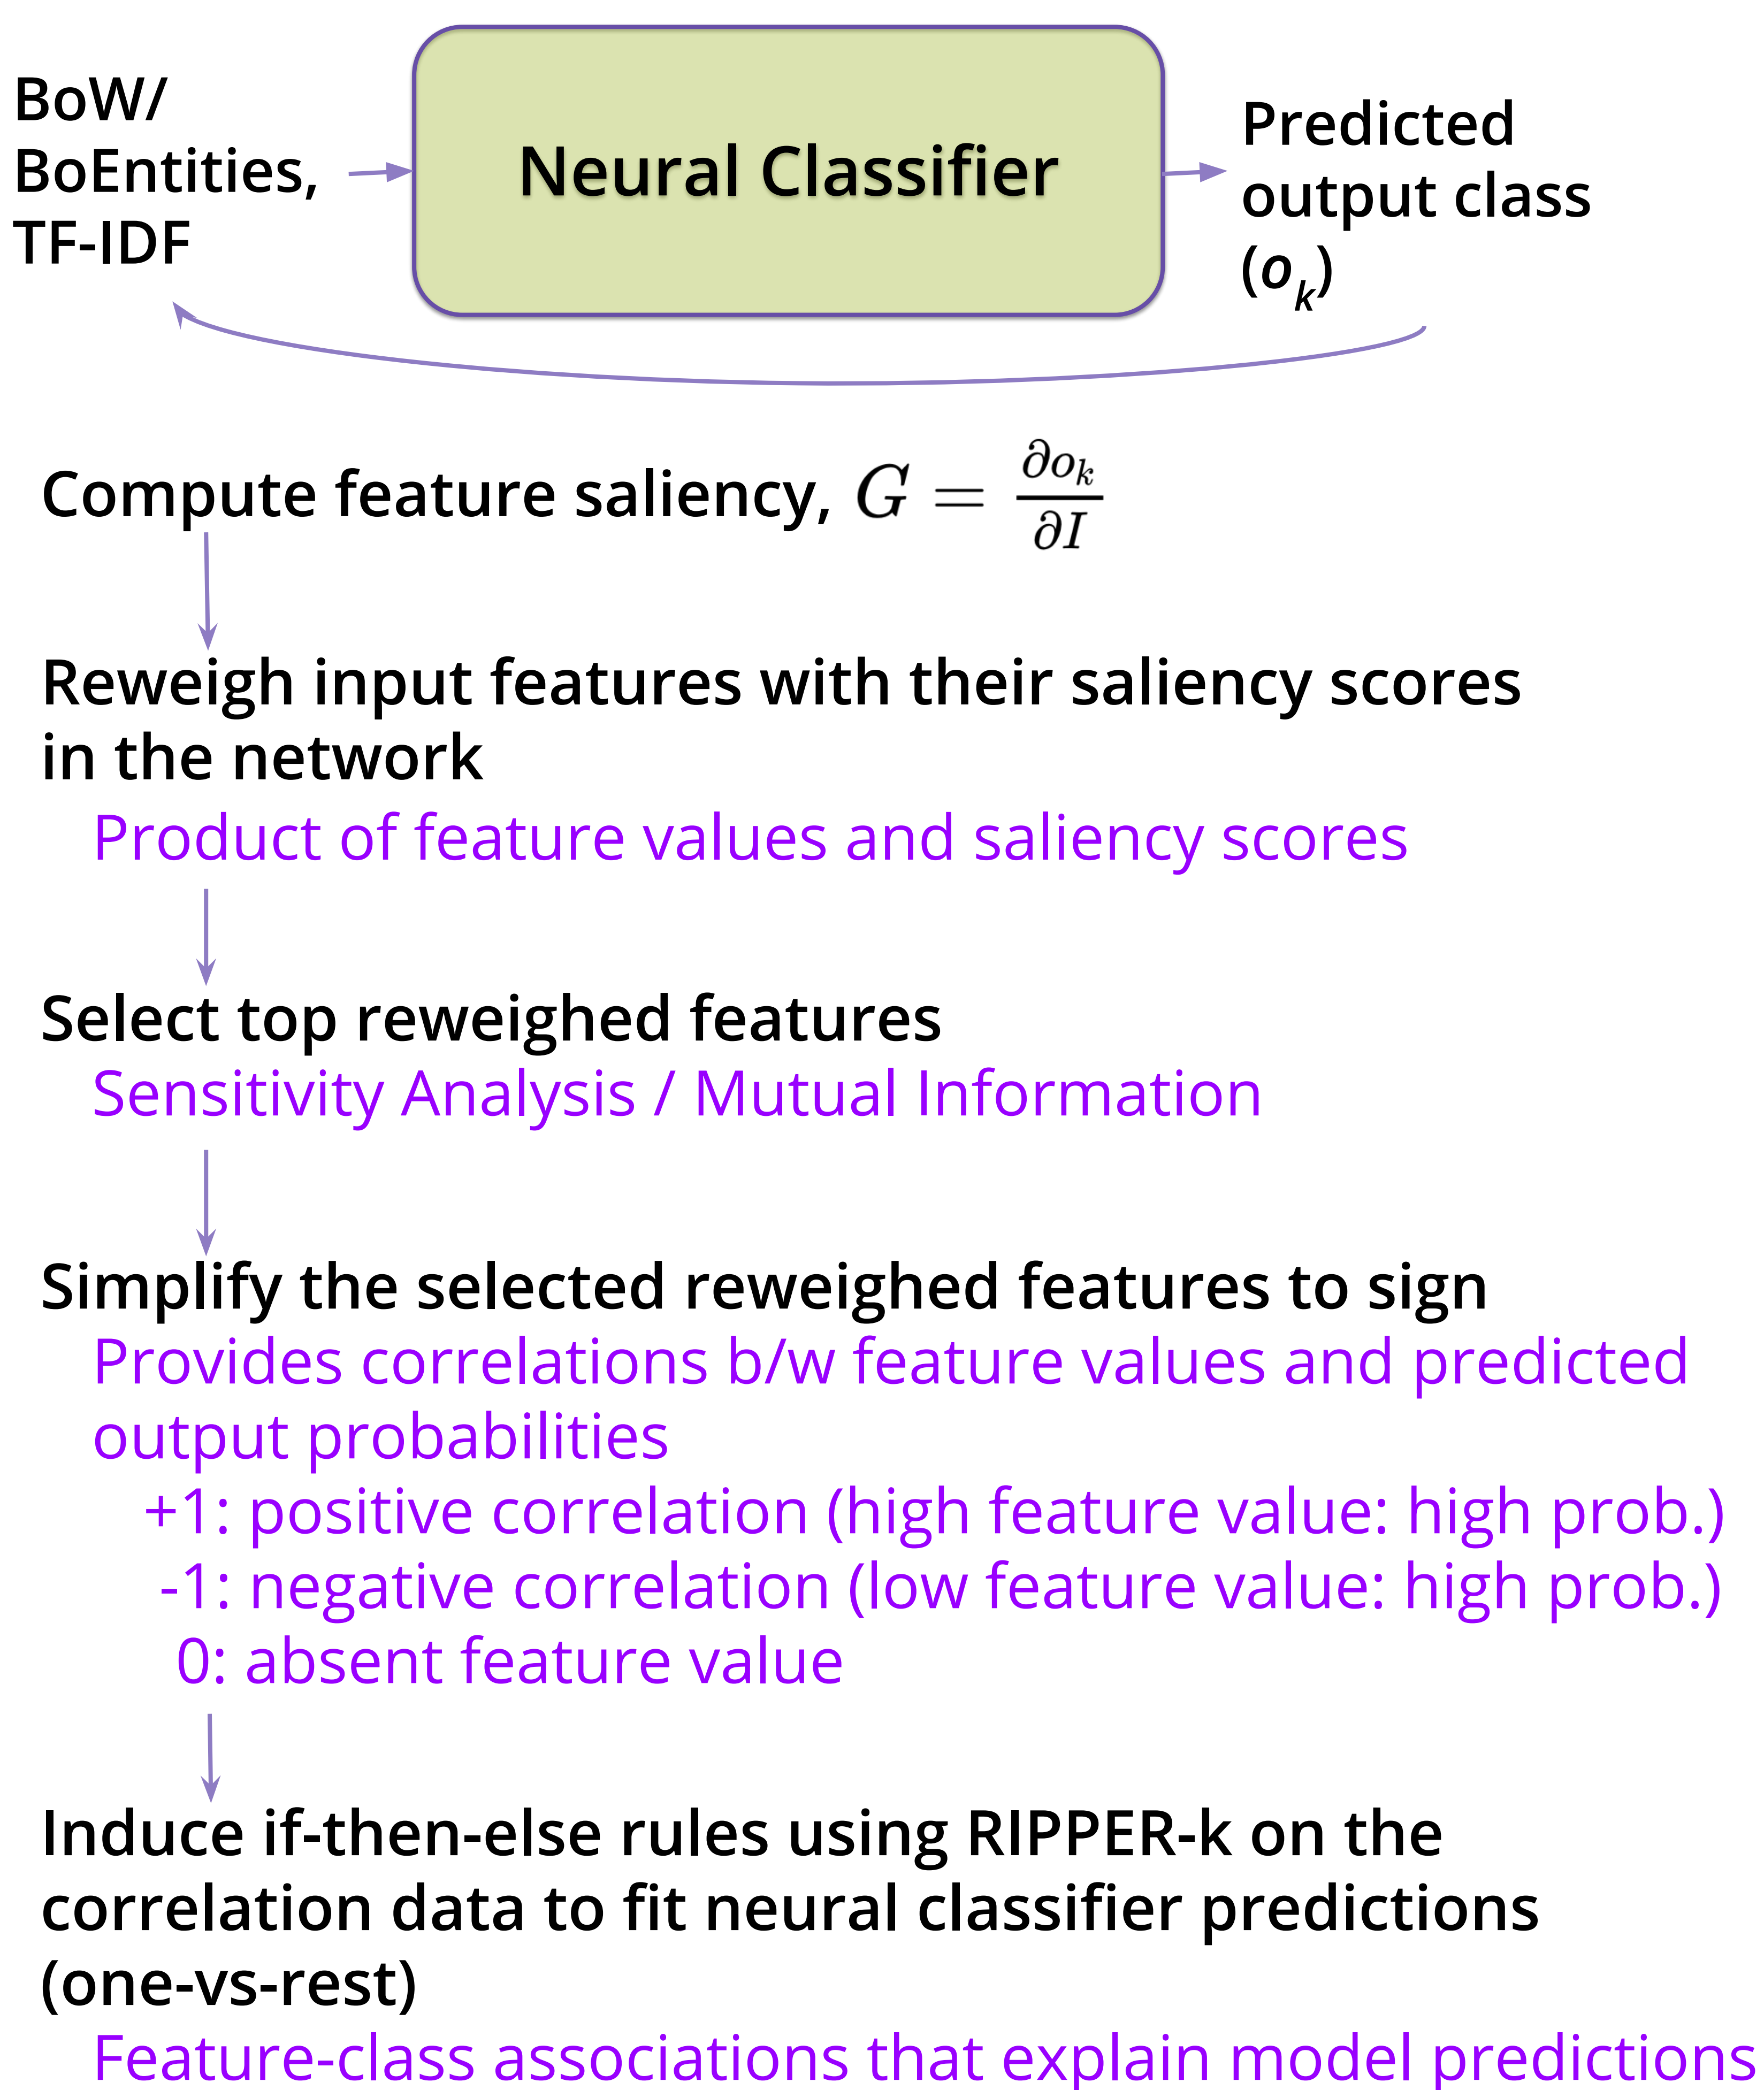 BoW/
BoEntities,
TF-IDF
Neural Classifier
Predicted
output class
(o_k)
Compute feature saliency, G = ∂o_k/∂I
Reweigh input features with their saliency scores
in the network
Product of feature values and saliency scores
Select top reweighed features
Sensitivity Analysis / Mutual Information
Simplify the selected reweighed features to sign
Provides correlations b/w feature values and predicted
output probabilities
+1: positive correlation (high feature value: high prob.)
-1: negative correlation (low feature value: high prob.)
0: absent feature value
Induce if-then-else rules using RIPPER-k on the
correlation data to fit neural classifier predictions
(one-vs-rest)
Feature-class associations that explain model predictions